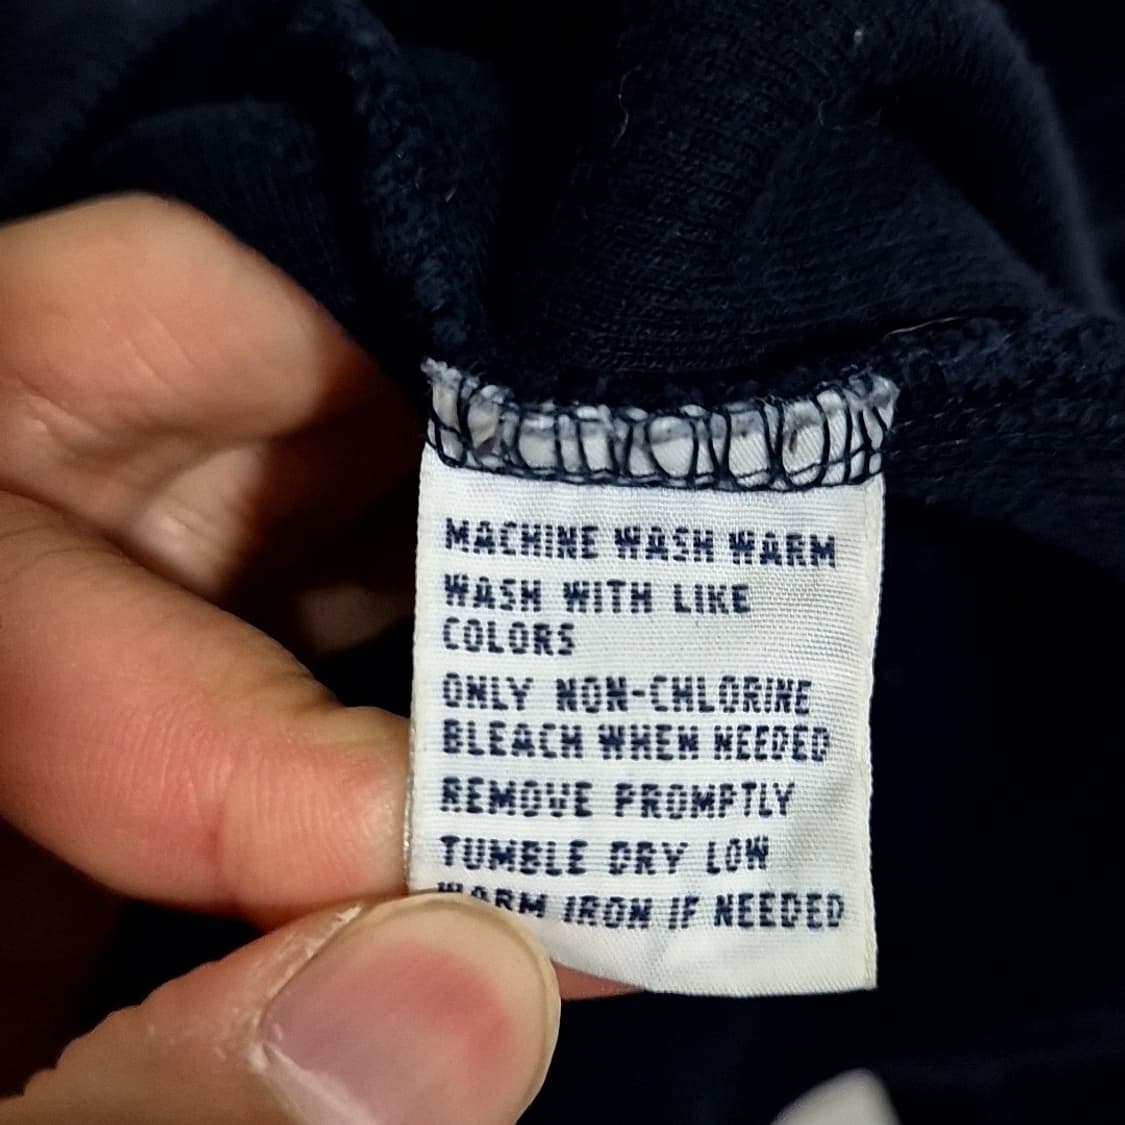 MACHINE WASH WARM
WASH WITH LIKE
COLORS
ONLY NON-CHLORINE
BLEACH WHEN NEEDED
REMOVE PROMPTLY
TUMBLE DRY LOW
WARM IRON IF NEEDED